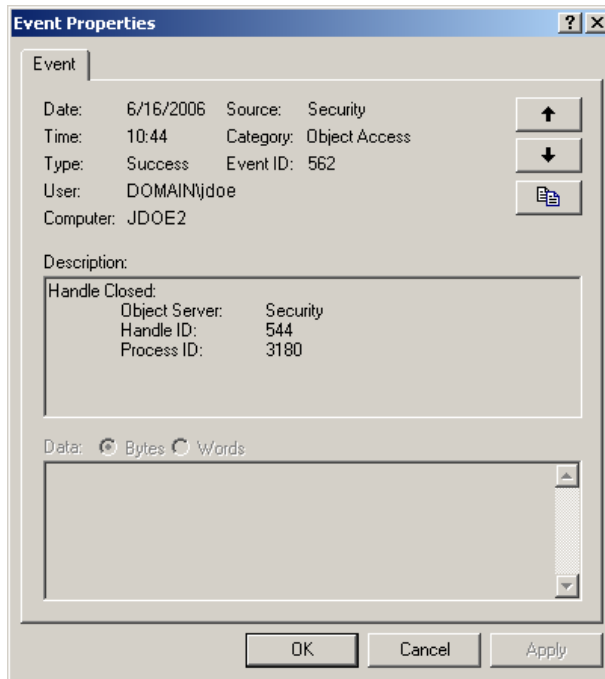 Event Properties
Event
Date: 6/16/2006 Source: Security
Time: 10:44 Category: Object Access
Type: Success Event ID: 562
User: DOMAIN\jdoe
Computer: JDOE2
Description:
Handle Closed:
Object Server: Security
Handle ID: 544
Process ID: 3180
Data: Bytes Words
OK Cancel Apply